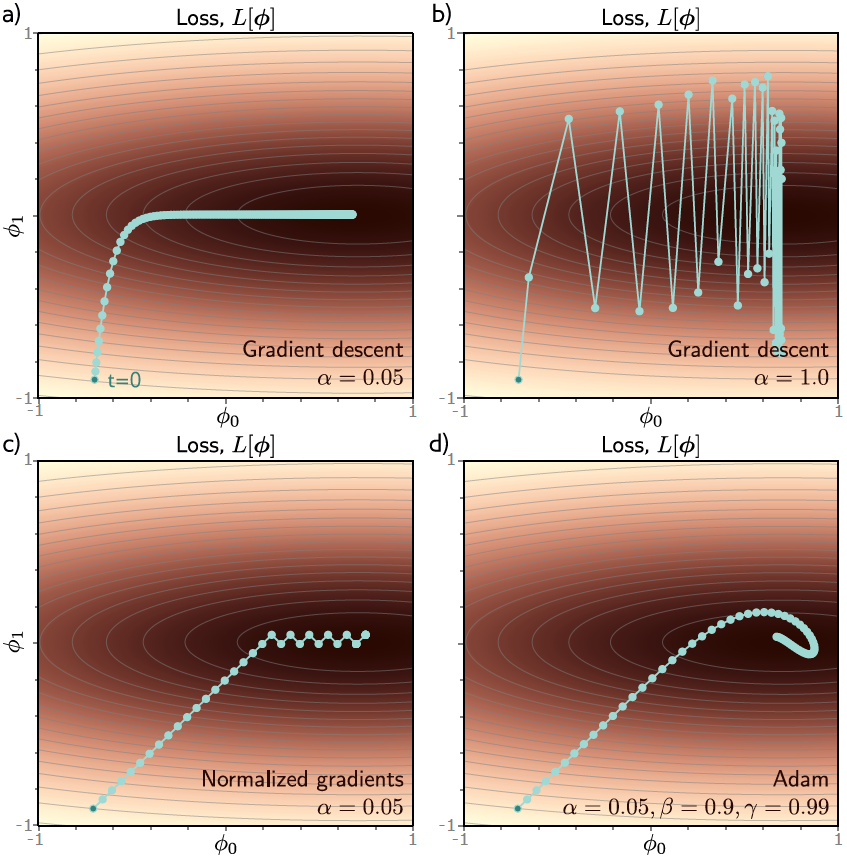 a)
Loss, L[ϕ]
1
ϕ₁
-1
t=0
Gradient descent
α = 0.05
-1
ϕ₀
1
b)
Loss, L[ϕ]
1
-1
Gradient descent
α = 1.0
-1
ϕ₀
1
c)
Loss, L[ϕ]
1
ϕ₁
-1
Normalized gradients
α = 0.05
-1
ϕ₀
1
d)
Loss, L[ϕ]
1
-1
Adam
α = 0.05, β = 0.9, γ = 0.99
-1
ϕ₀
1